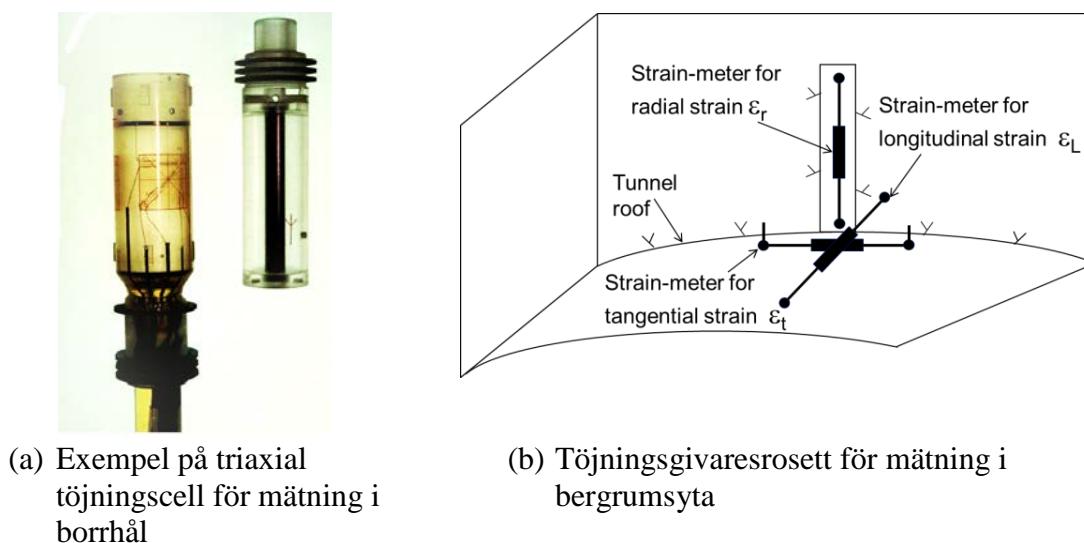 Strain-meter for
radial strain εr
Strain-meter for
longitudinal strain εL
Tunnel
roof
Strain-meter for
tangential strain εt
(a) Exempel på triaxial
töjningscell för mätning i
borrhål
(b) Töjningsgivaresrosett för mätning i
bergrumsyta